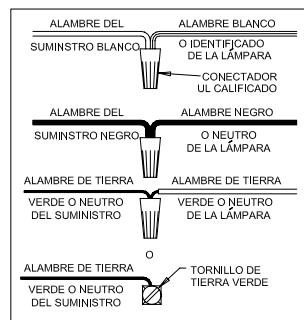 ALAMBRE DEL ALAMBRE BLANCO
SUMINSTRO BLANCO O IDENTIFICADO
DE LA LÁMPARA
CONECTADOR
UL CALIFICADO
ALAMBRE DEL ALAMBRE NEGRO
SUMINSTRO NEGRO O NEUTRO
DE LA LÁMPARA
ALAMBRE DE TIERRA ALAMBRE DE TIERRA
VERDE O NEUTRO VERDE O NEUTRO
DEL SUMINISTRO DE LA LÁMPARA
O
ALAMBRE DE TIERRA TORNILLO DE
TIERRA VERDE
VERDE O NEUTRO
DEL SUMINISTRO